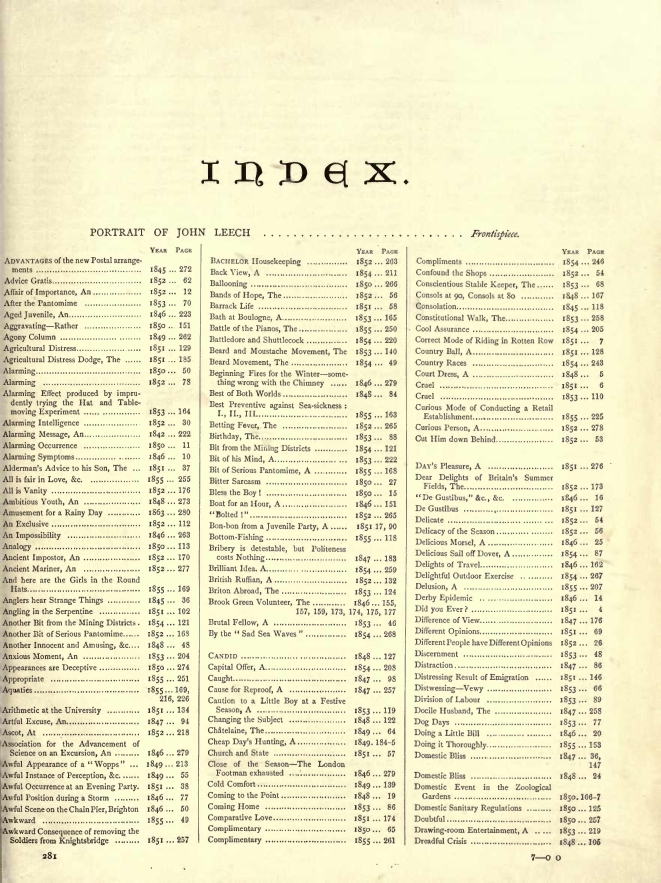 INDEX.
PORTRAIT OF JOHN LEECH ........................ Frontispiece.
YEAR PAGE
ADVANTAGES of the new Postal arrange-
ments ........ 1845 ... 272
Advice Gratis ........ 1852 ... 62
Affair of Importance, An ........ 1852 ... 12
After the Pantomime ........ 1853 ... 70
Aged Juvenile, An ........ 1846 ... 223
Aggravating—Rather ........ 1850 ... 151
Agony Column ........ 1849 ... 262
Agricultural Distress ........ 1851 ... 129
Agricultural Distress Dodge, The ...... 1851 ... 185
Alarming ........ 1850 ... 50
Alarming ........ 1852 ... 78
Alarming Effect produced by impru-
dently trying the Hat and Table-
moving Experiment ........ 1853 ... 164
Alarming Intelligence ........ 1852 ... 30
Alarming Message, An ........ 1842 ... 222
Alarming Occurrence ........ 1850 ... 11
Alarming Symptoms ........ 1846 ... 10
Alderman's Advice to his Son, The ... 1851 ... 37
All is fair in Love, &c. ........ 1855 ... 255
All is Vanity ........ 1852 ... 176
Ambitious Youth, An ........ 1848 ... 273
Amusement for a Rainy Day ........ 1863 ... 280
An Exclusive ........ 1852 ... 112
An Impossibility ........ 1846 ... 263
Analogy ........ 1850 ... 113
Ancient Impostor, An ........ 1852 ... 170
Ancient Mariner, An ........ 1852 ... 277
And here are the Girls in the Round
Hats ........ 1855 ... 169
Anglers hear Strange Things ........ 1845 ... 36
Angling in the Serpentine ........ 1851 ... 102
Another Bit from the Mining Districts . 1854 ... 121
Another Bit of Serious Pantomime ..... 1852 ... 168
Another Innocent and Amusing, &c. ... 1848 ... 48
Anxious Moment, An ........ 1853 ... 204
Appearances are Deceptive ........ 1850 ... 274
Appropriate ........ 1855 ... 251
Aquaties ........ 1855 ... 169,
216, 226
Arithmetic at the University ........ 1851 ... 134
Artful Excuse, An ........ 1847 ... 94
Ascot, At ........ 1852 ... 218
Association for the Advancement of
Science on an Excursion, An ........ 1846 ... 279
Awful Appearance of a "Wopps" ... 1849 ... 213
Awful Instance of Perception, &c. ...... 1849 ... 55
Awful Occurrence at an Evening Party. 1851 ... 38
Awful Position during a Storm ........ 1846 ... 77
Awful Scene on the Chain Pier, Brighton 1846 ... 50
Awkward ........ 1855 ... 49
Awkward Consequence of removing the
Soldiers from Knightsbridge ........ 1851 ... 257
281
YEAR PAGE
BACHELOR Housekeeping ........ 1852 ... 263
Back View, A ........ 1854 ... 211
Ballooning ........ 1850 ... 266
Bands of Hope, The ........ 1852 ... 56
Barrack Life ........ 1851 ... 58
Bath at Boulogne, A ........ 1853 ... 165
Battle of the Pianos, The ........ 1855 ... 250
Battledore and Shuttlecock ........ 1854 ... 220
Beard and Moustache Movement, The 1853 ... 140
Beard Movement, The ........ 1854 ... 49
Beginning Fires for the Winter—some-
thing wrong with the Chimney ...... 1846 ... 279
Best of Both Worlds ........ 1848 ... 84
Best Preventive against Sea-sickness :
I., II., III. ........ 1855 ... 163
Betting Fever, The ........ 1852 ... 265
Birthday, The ........ 1853 ... 88
Bit from the Mining Districts ........ 1854 ... 121
Bit of his Mind, A ........ 1853 ... 222
Bit of Serious Pantomime, A ........ 1855 ... 168
Bitter Sarcasm ........ 1850 ... 27
Bless the Boy ! ........ 1850 ... 15
Boat for an Hour, A ........ 1846 ... 151
"Bolted !" ........ 1852 ... 265
Bon-bon from a Juvenile Party, A ...... 1851 17, 90
Bottom-Fishing ........ 1855 ... 118
Bribery is detestable, but Politeness
costs Nothing ........ 1847 ... 183
Brilliant Idea. A ........ 1854 ... 259
British Ruffian, A ........ 1852 ... 132
Briton Abroad, The ........ 1853 ... 124
Brook Green Volunteer, The ........ 1846 ... 155,
157, 159, 173, 174, 175, 177
Brutal Fellow, A ........ 1853 ... 46
By the "Sad Sea Waves" ........ 1854 ... 268
CANDID ........ 1848 ... 127
Capital Offer, A ........ 1854 ... 208
Caught ........ 1847 ... 98
Cause for Reproof, A ........ 1847 ... 257
Caution to a Little Boy at a Festive
Season, A ........ 1853 ... 119
Changing the Subject ........ 1848 ... 122
Châtelaine, The ........ 1849 ... 64
Cheap Day's Hunting, A ........ 1849. 184-5
Church and State ........ 1851 ... 57
Close of the Season—The London
Footman exhausted ........ 1846 ... 279
Cold Comfort ........ 1849 ... 139
Coming to the Point ........ 1848 ... 19
Coming Home ........ 1853 ... 86
Comparative Love ........ 1851 ... 174
Complimentary ........ 1850 ... 65
Complimentary ........ 1855 ... 261
YEAR PAGE
Compliments ........ 1854 ... 246
Confound the Shops ........ 1852 ... 54
Conscientious Stable Keeper, The ...... 1853 ... 68
Consols at 90, Consols at 80 ........ 1848 ... 167
Consolation ........ 1845 ... 118
Constitutional Walk, The ........ 1853 ... 258
Cool Assurance ........ 1854 ... 205
Correct Mode of Riding in Rotten Row 1851 ... 7
Country Ball, A ........ 1851 ... 128
Country Races, A ........ 1854 ... 248
Court Dress, A ........ 1848 ... 5
Cruel ........ 1851 ... 6
Cruel ........ 1853 ... 110
Curious Mode of Conducting a Retail
Establishment ........ 1855 ... 225
Curious Person, A ........ 1852 ... 278
Cut Him down Behind ........ 1852 ... 53
DAY'S Pleasure, A ........ 1851 ... 276
Dear Delights of Britain's Summer
Fields, The ........ 1852 ... 173
"De Gustibus," &c., &c. ........ 1846 ... 16
De Gustibus ........ 1851 ... 127
Delicate ........ 1852 ... 54
Delicacy of the Season ........ 1852 ... 56
Delicious Morsel, A ........ 1846 ... 25
Delicious Sail off Dover, A ........ 1854 ... 87
Delights of Travel ........ 1846 ... 162
Delightful Outdoor Exercise ........ 1854 ... 267
Delusion, A ........ 1855 ... 207
Derby Epidemic ........ 1846 ... 14
Did you Ever ? ........ 1852 ... 4
Difference of View ........ 1847 ... 176
Different Opinions ........ 1851 ... 69
Different People have Different Opinions 1852 ... 26
Discernment ........ 1853 ... 48
Distraction ........ 1847 ... 86
Distressing Result of Emigration ...... 1851 ... 146
Distwessing—Vewy ........ 1853 ... 66
Division of Labour ........ 1853 ... 89
Docile Husband, The ........ 1847 ... 258
Dog Days ........ 1853 ... 77
Doing a Little Bill ........ 1846 ... 20
Doing it Thoroughly ........ 1855 ... 153
Domestic Bliss ........ 1847 ... 36,
147
Domestic Bliss ........ 1848 ... 24
Domestic Event in the Zoological
Gardens ........ 1850. 166-7
Domestic Sanitary Regulations ........ 1850 ... 125
Doubtful ........ 1850 ... 257
Drawing-room Entertainment, A ...... 1853 ... 219
Dreadful Crisis ........ 1848 ... 106
7—O O